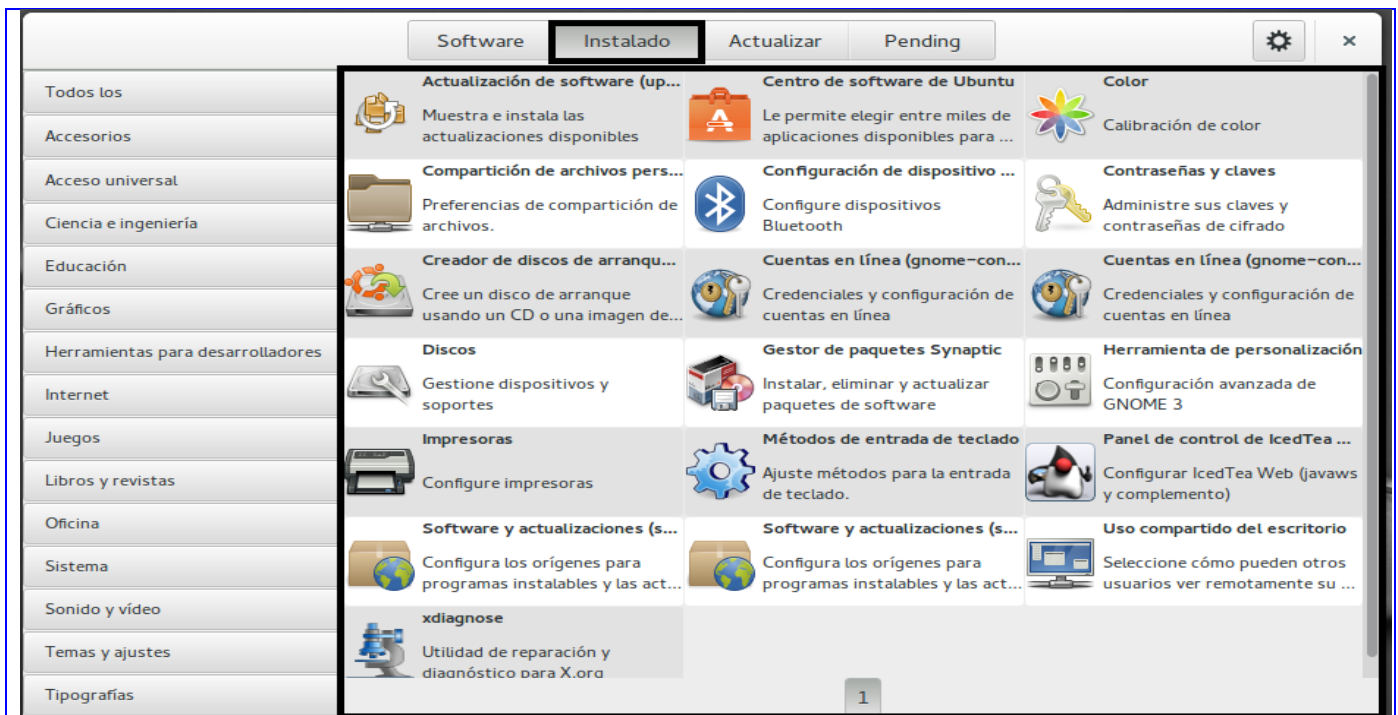 Software Instalado Actualizar Pending
Todos los
Accesorios
Acceso universal
Ciencia e ingeniería
Educación
Gráficos
Herramientas para desarrolladores
Internet
Juegos
Libros y revistas
Oficina
Sistema
Sonido y vídeo
Temas y ajustes
Tipografías
Actualización de software (up...
Muestra e instala las
actualizaciones disponibles
Centro de software de Ubuntu
Le permite elegir entre miles de
aplicaciones disponibles para ...
Color
Calibración de color
Compartición de archivos pers...
Preferencias de compartición de
archivos.
Configuración de dispositivo ...
Configure dispositivos
Bluetooth
Contraseñas y claves
Administre sus claves y
contraseñas de cifrado
Creador de discos de arranqu...
Cree un disco de arranque
usando un CD o una imagen de...
Cuentas en línea (gnome-con...
Credenciales y configuración de
cuentas en línea
Cuentas en línea (gnome-con...
Credenciales y configuración de
cuentas en línea
Discos
Gestione dispositivos y
soportes
Gestor de paquetes Synaptic
Instalar, eliminar y actualizar
paquetes de software
Herramienta de personalización
Configuración avanzada de
GNOME 3
Impresoras
Configure impresoras
Métodos de entrada de teclado
Ajuste métodos para la entrada
de teclado.
Panel de control de IcedTea ...
Configurar IcedTea Web (javaws
y complemento)
Software y actualizaciones (s...
Configura los orígenes para
programas instalables y las act...
Software y actualizaciones (s...
Configura los orígenes para
programas instalables y las act...
Uso compartido del escritorio
Seleccione cómo pueden otros
usuarios ver remotamente su ...
xdiagnose
Utilidad de reparación y
diagnóstico para X.org
1